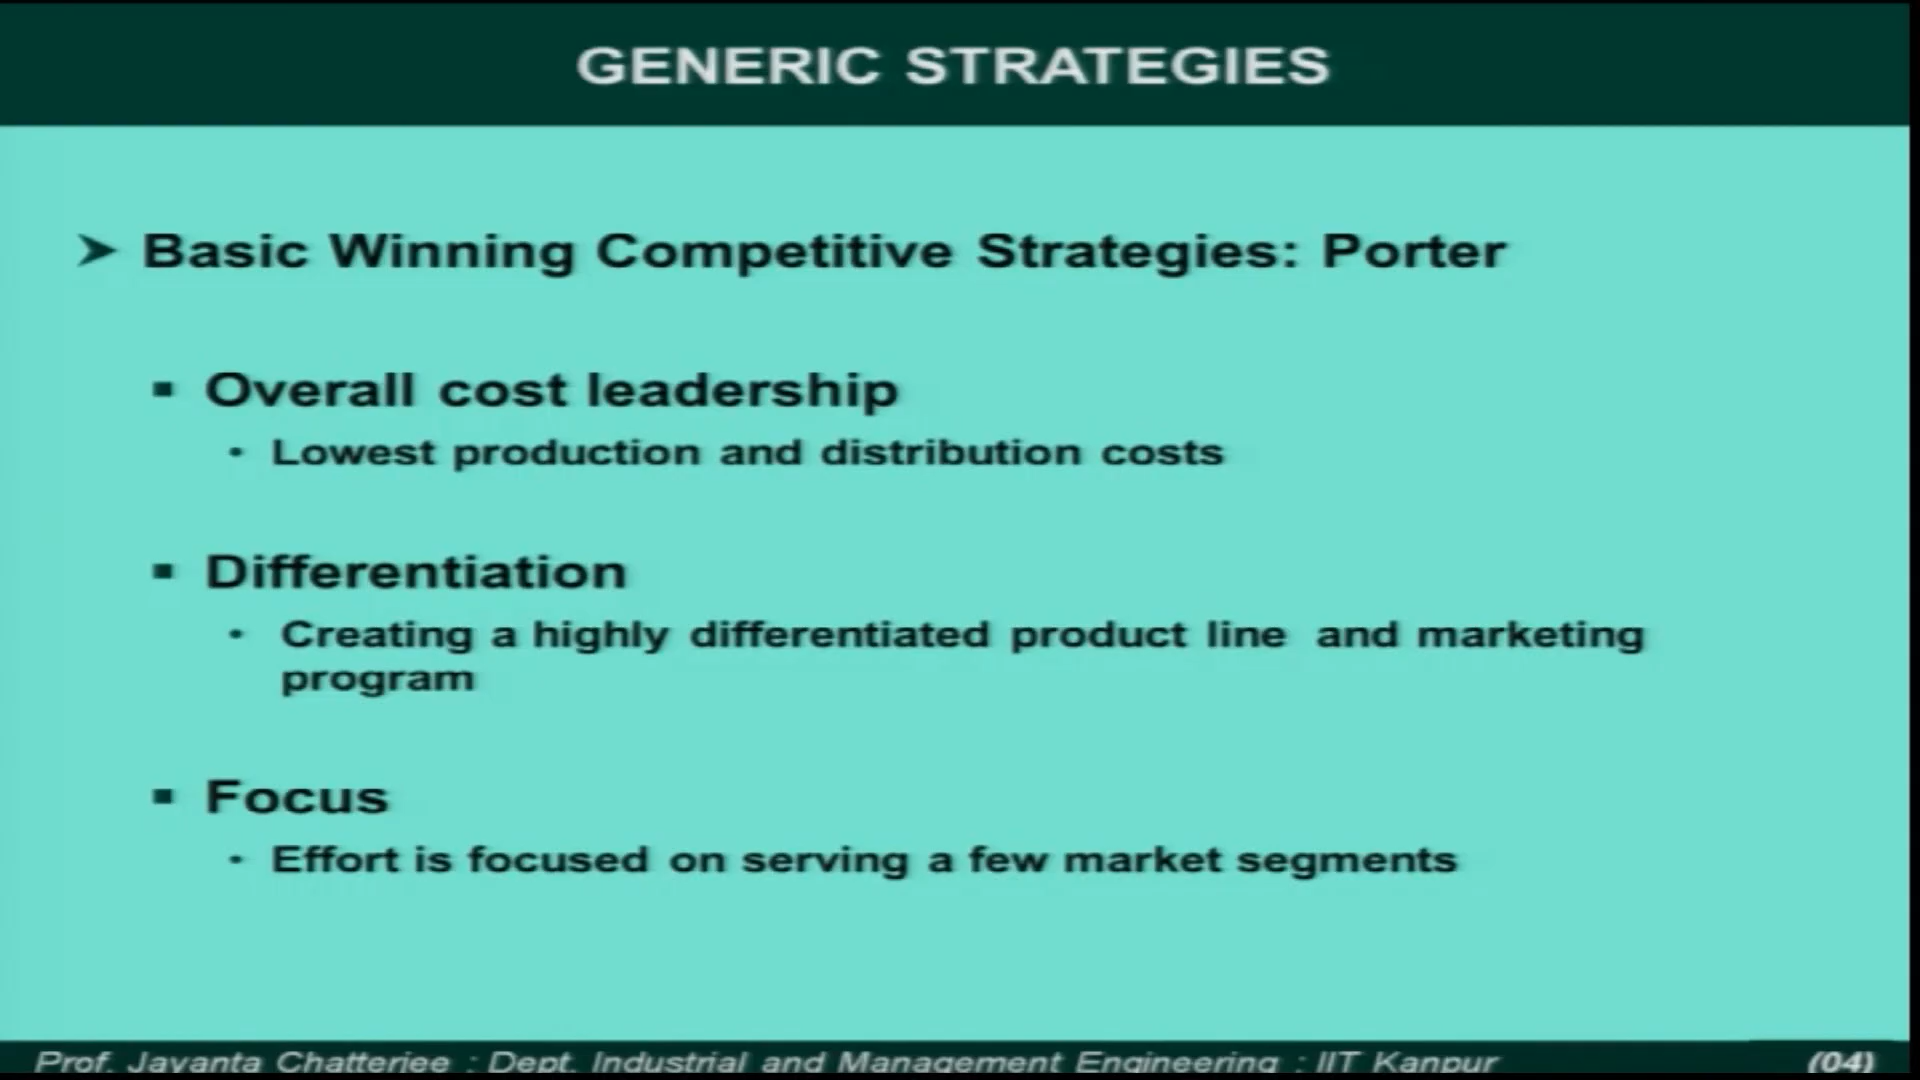 GENERIC STRATEGIES
➤ Basic Winning Competitive Strategies: Porter
▪ Overall cost leadership
• Lowest production and distribution costs
▪ Differentiation
• Creating a highly differentiated product line and marketing
program
▪ Focus
• Effort is focused on serving a few market segments
Prof. Jayanta Chatterjee : Dept. Industrial and Management Engineering : IIT Kanpur (04)